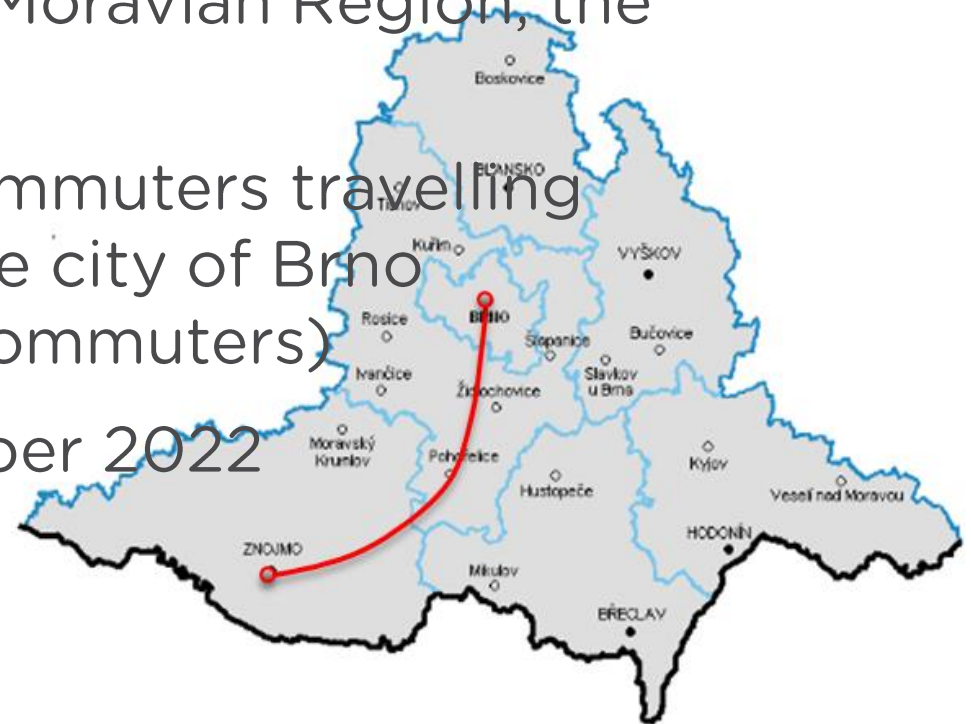 Moravian Region, the
Boskovice
BLANSKO
mmuters travelling
Tišnov
Kuřim
VYŠKOV
e city of Brno
BRNO
Rosice
Šlapanice
Bučovice
ommuters)
Ivančice
Slavkov
u Brna
Židlochovice
Moravský
Krumlov
ber 2022
Pohořelice
Kyjov
Hustopeče
Veselí nad Moravou
HODONÍN
ZNOJMO
Mikulov
BŘECLAV